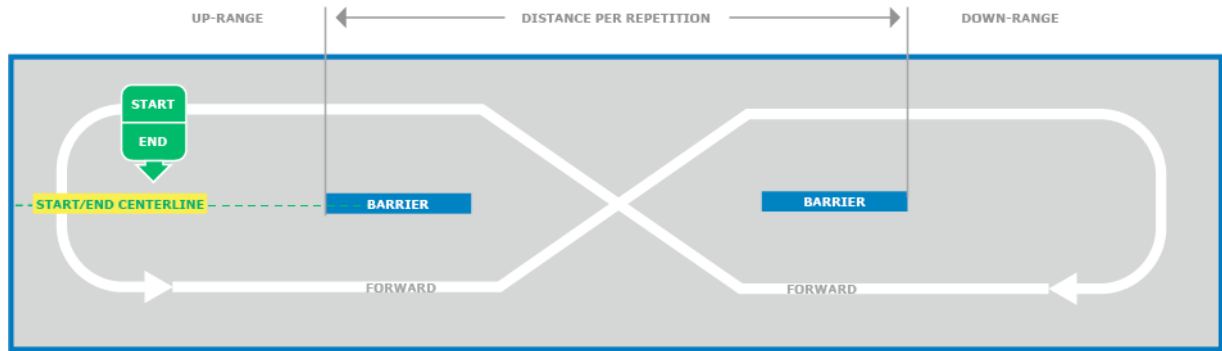 UP-RANGE
DISTANCE PER REPETITION
DOWN-RANGE
START
END
START/END CENTERLINE
BARRIER
BARRIER
FORWARD
FORWARD